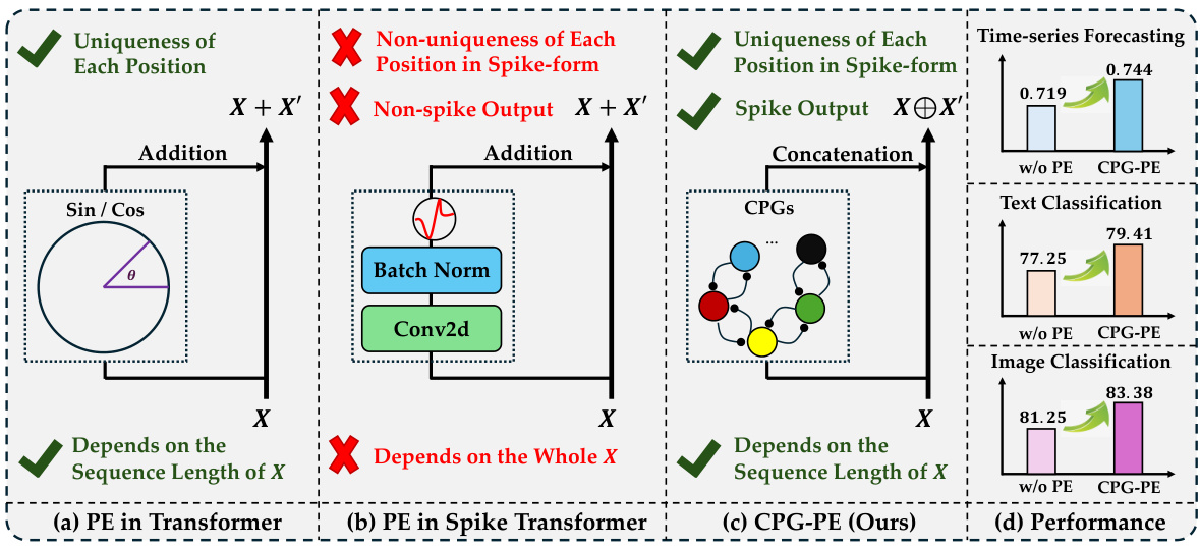 Uniqueness of
Each Position
X + X′
Addition
Sin / Cos
θ
X
Depends on the
Sequence Length of X
(a) PE in Transformer
Non-uniqueness of Each
Position in Spike-form
Non-spike Output
X + X′
Addition
Batch Norm
Conv2d
X
Depends on the Whole X
(b) PE in Spike Transformer
Uniqueness of Each
Position in Spike-form
Spike Output
X⊕X′
Concatenation
CPGs
...
X
Depends on the
Sequence Length of X
(c) CPG-PE (Ours)
Time-series Forecasting
0.719
0.744
w/o PE
CPG-PE
Text Classification
77.25
79.41
w/o PE
CPG-PE
Image Classification
81.25
83.38
w/o PE
CPG-PE
(d) Performance